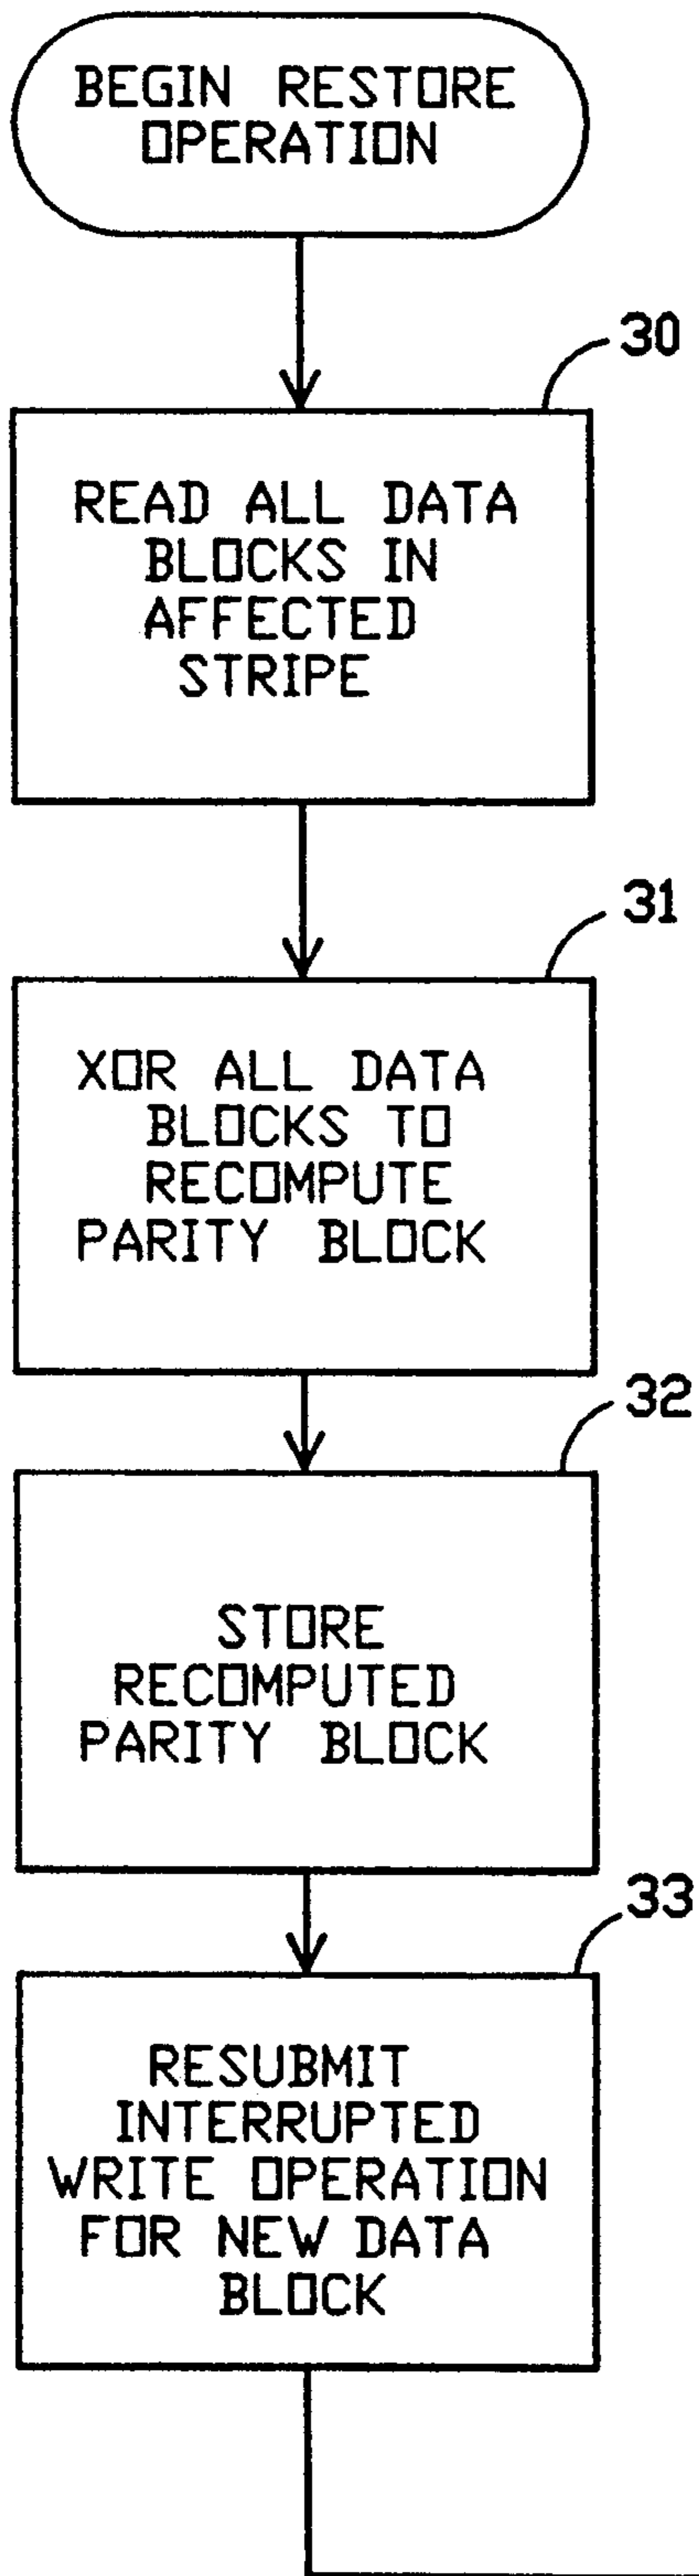 BEGIN RESTORE
OPERATION
30
READ ALL DATA
BLOCKS IN
AFFECTED
STRIPE
31
XOR ALL DATA
BLOCKS TO
RECOMPUTE
PARITY BLOCK
32
STORE
RECOMPUTED
PARITY BLOCK
33
RESUBMIT
INTERRUPTED
WRITE OPERATION
FOR NEW DATA
BLOCK